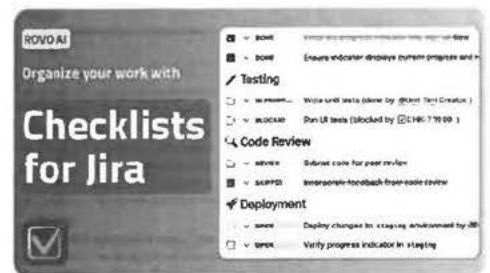 ROVO AI
Organize your work with
Checklists
for Jira
DONE flow
DONE Ensure indicator displays current progress and
Testing
Write unit tests (done by @Unit Test Creator )
BLOCKED Run UI tests (blocked by
Code Review
REVIEW Submit code for peer review
SKIPPED Incorporate feedback from code review
Deployment
OPEN Deploy changes in staging environment by
OPEN Verify progress indicator in staging